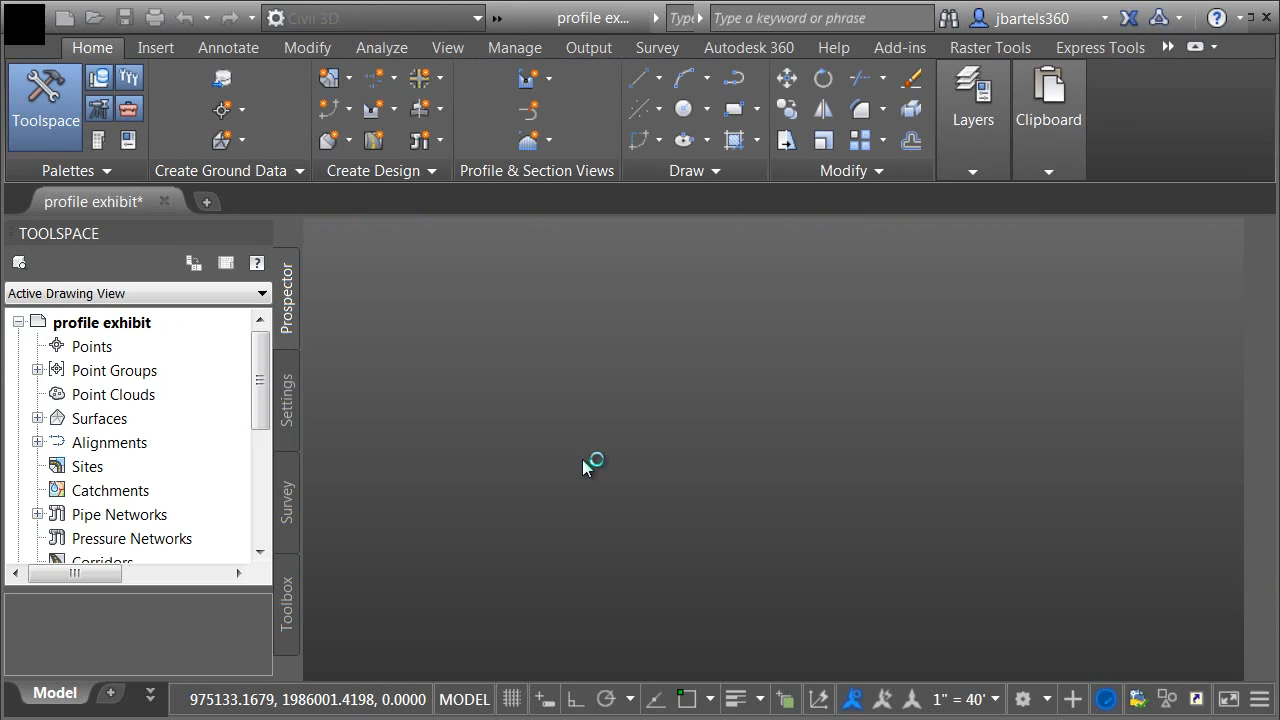 Civil 3D
profile ex...
Type
Type a keyword or phrase
jbartels360
Home Insert Annotate Modify Analyze View Manage Output Survey Autodesk 360 Help Add-ins Raster Tools Express Tools
Toolspace
Layers
Clipboard
Palettes
Create Ground Data
Create Design
Profile & Section Views
Draw
Modify
profile exhibit*
TOOLSPACE
Active Drawing View
profile exhibit
Points
Point Groups
Point Clouds
Surfaces
Alignments
Sites
Catchments
Pipe Networks
Pressure Networks
Corridors
Prospector
Settings
Survey
Toolbox
Model
975133.1679, 1986001.4198, 0.0000
MODEL
1" = 40'